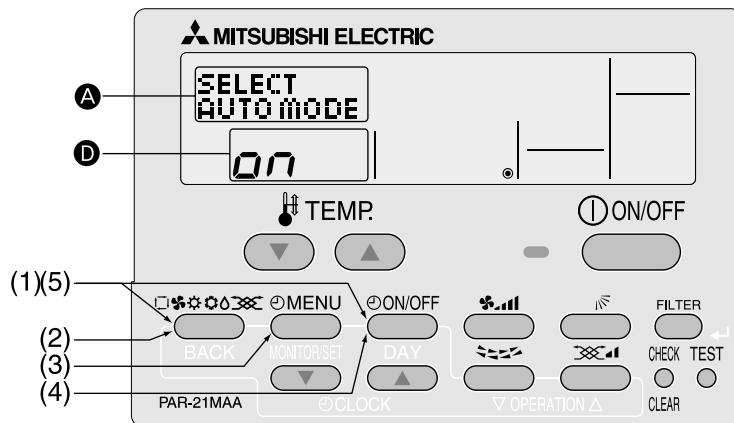 MITSUBISHI ELECTRIC
A
SELECT
AUTO MODE
D
on
TEMP.
ON/OFF
(1)(5)
MENU
ON/OFF
FILTER
(2)
BACK
MONITOR/SET
DAY
CHECK
TEST
(3)
(4)
PAR-21MAA
CLOCK
OPERATION
CLEAR